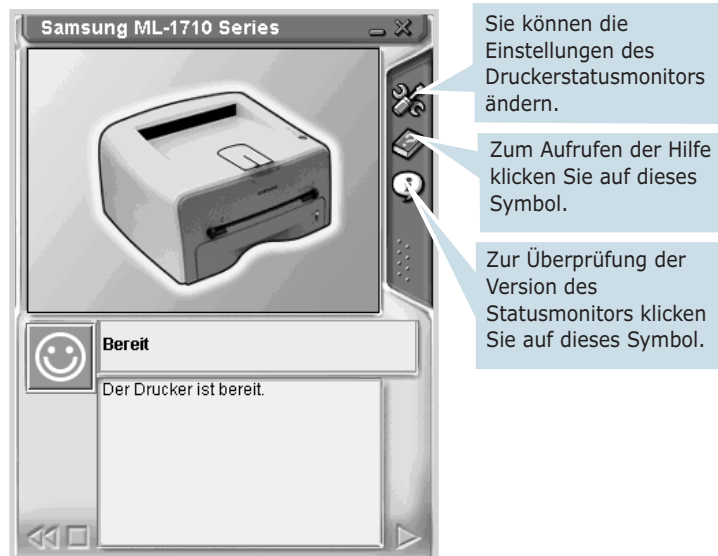 Samsung ML-1710 Series
Sie können die
Einstellungen des
Druckerstatusmonitors
ändern.
Zum Aufrufen der Hilfe
klicken Sie auf dieses
Symbol.
Zur Überprüfung der
Version des
Statusmonitors klicken
Sie auf dieses Symbol.
Bereit
Der Drucker ist bereit.